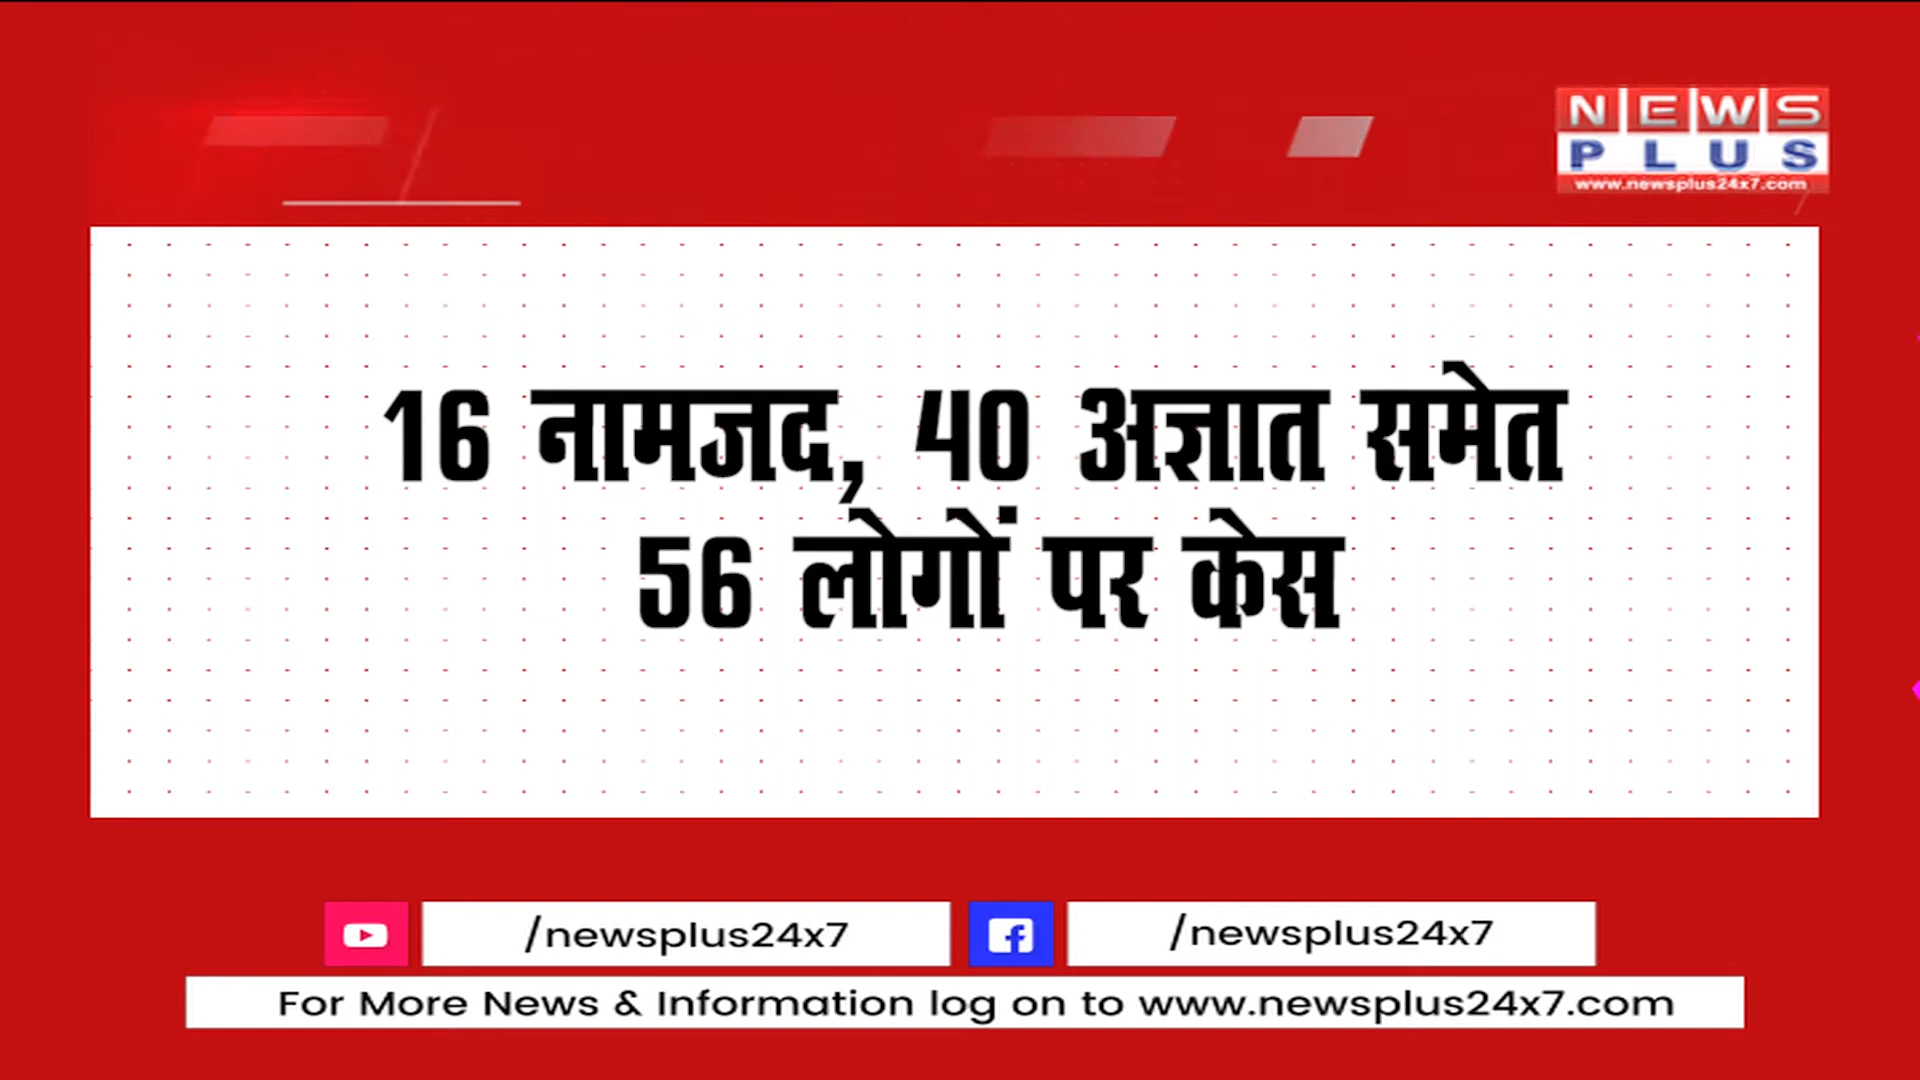 NEWS
PLUS
www.newsplus24x7.com
16 नामजद, 40 अज्ञात समेत
56 लोगों पर केस
/newsplus24x7
/newsplus24x7
For More News & Information log on to www.newsplus24x7.com